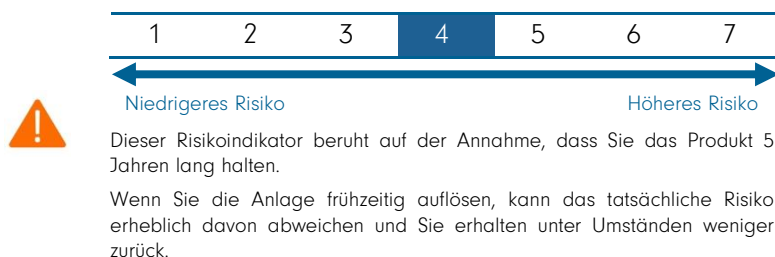 1 2 3 4 5 6 7
Niedrigeres Risiko Höheres Risiko
Dieser Risikoindikator beruht auf der Annahme, dass Sie das Produkt 5
Jahren lang halten.
Wenn Sie die Anlage frühzeitig auflösen, kann das tatsächliche Risiko
erheblich davon abweichen und Sie erhalten unter Umständen weniger
zurück.